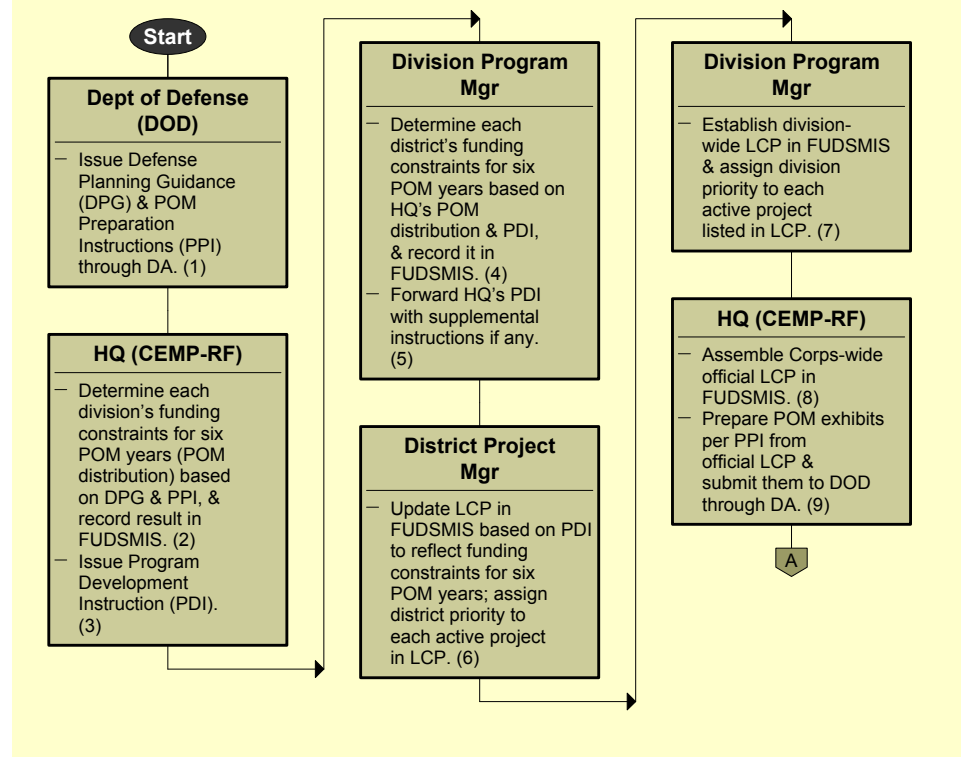 Start
Dept of Defense
(DOD)
— Issue Defense
Planning Guidance
(DPG) & POM
Preparation
Instructions (PPI)
through DA. (1)
HQ (CEMP-RF)
— Determine each
division's funding
constraints for six
POM years (POM
distribution) based
on DPG & PPI, &
record result in
FUDSMIS. (2)
— Issue Program
Development
Instruction (PDI).
(3)
Division Program
Mgr
— Determine each
district's funding
constraints for six
POM years based on
HQ's POM
distribution & PDI,
& record it in
FUDSMIS. (4)
— Forward HQ's PDI
with supplemental
instructions if any.
(5)
District Project
Mgr
— Update LCP in
FUDSMIS based on PDI
to reflect funding
constraints for six
POM years; assign
district priority to
each active project
in LCP. (6)
Division Program
Mgr
— Establish division-
wide LCP in FUDSMIS
& assign division
priority to each
active project
listed in LCP. (7)
HQ (CEMP-RF)
— Assemble Corps-wide
official LCP in
FUDSMIS. (8)
— Prepare POM exhibits
per PPI from
official LCP &
submit them to DOD
through DA. (9)
A